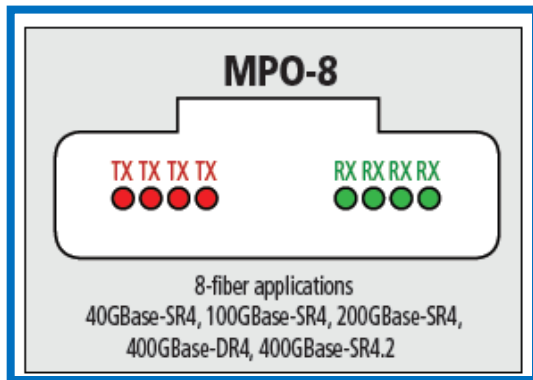 MPO-8
TX TX TX TX RX RX RX RX
8-fiber applications
40GBase-SR4, 100GBase-SR4, 200GBase-SR4,
400GBase-DR4, 400GBase-SR4.2